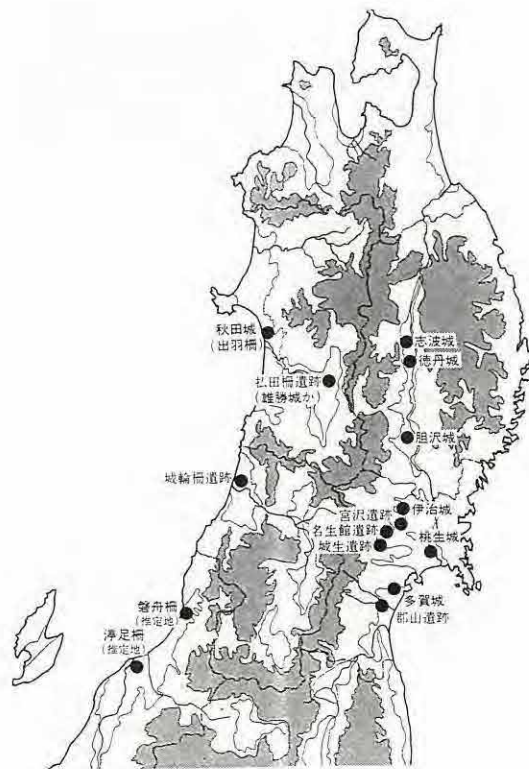 秋田城
(出羽柵)
払田柵遺跡
(雄勝城か)
志波城
徳丹城
胆沢城
城輪柵遺跡
宮沢遺跡
伊治城
名生館遺跡
城生遺跡
桃生城
多賀城
郡山遺跡
磐舟柵
(推定地)
渟足柵
(推定地)